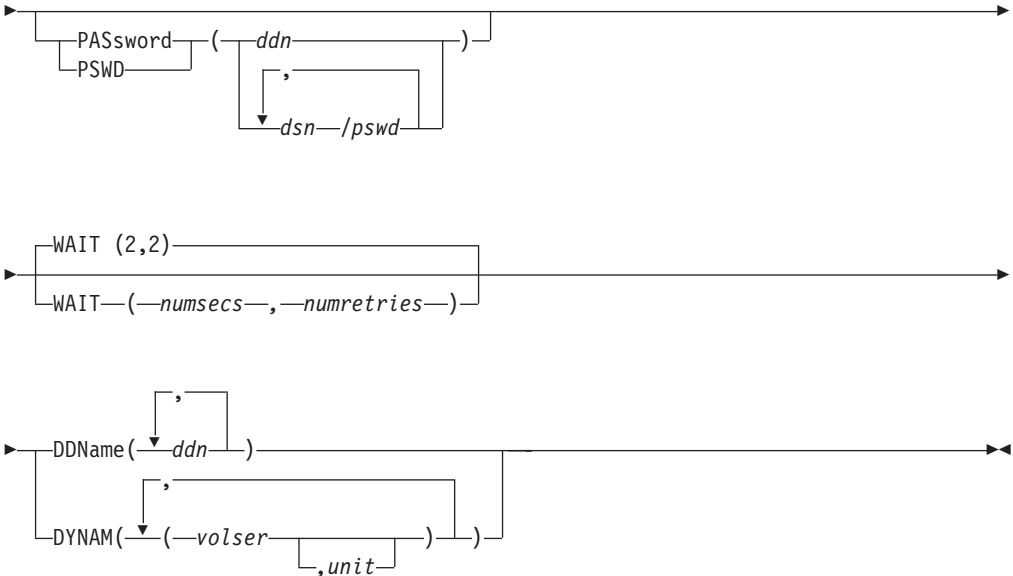 PASsword ( ddn )
PSWD
,
dsn /pswd
WAIT (2,2)
WAIT ( numsecs , numretries )
,
DDName( ddn )
,
DYNAM( ( volser ) )
,unit